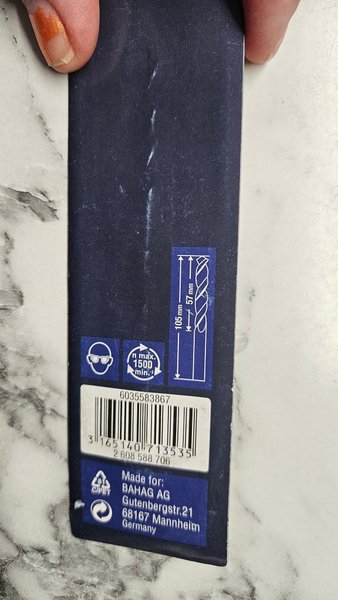 105 mm
57 mm
n max.
1500
min.-¹
6035583867
3 165140 713535
2 608 588 706
Made for:
BAHAG AG
Gutenbergstr.21
68167 Mannheim
Germany